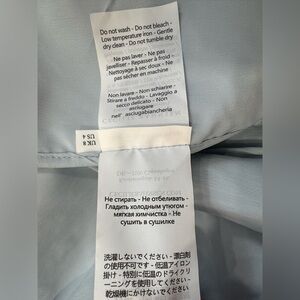 Do not wash - Do not bleach -
Low temperature iron - Gentle
dry clean - Do not tumble dry
Ne pas laver - Ne pas
javelliser - Repasser à froid -
Nettoyage à sec doux - Ne
pas sécher en machine
Non lavare - Non schiarire -
Stirare a freddo - Lavaggio a
secco delicato - Non
asciugare
nell' asciugabiancheria
UK 8
US 4
Не стирать - Не отбеливать -
Гладить холодным утюгом -
мягкая химчистка - Не
сушить в сушилке
洗濯しないでください - 漂白剤
の使用不可です - 低温アイロン
掛け - 特別に低温のドライクリ
ーニングを使用してください -
乾燥機にかけないでください